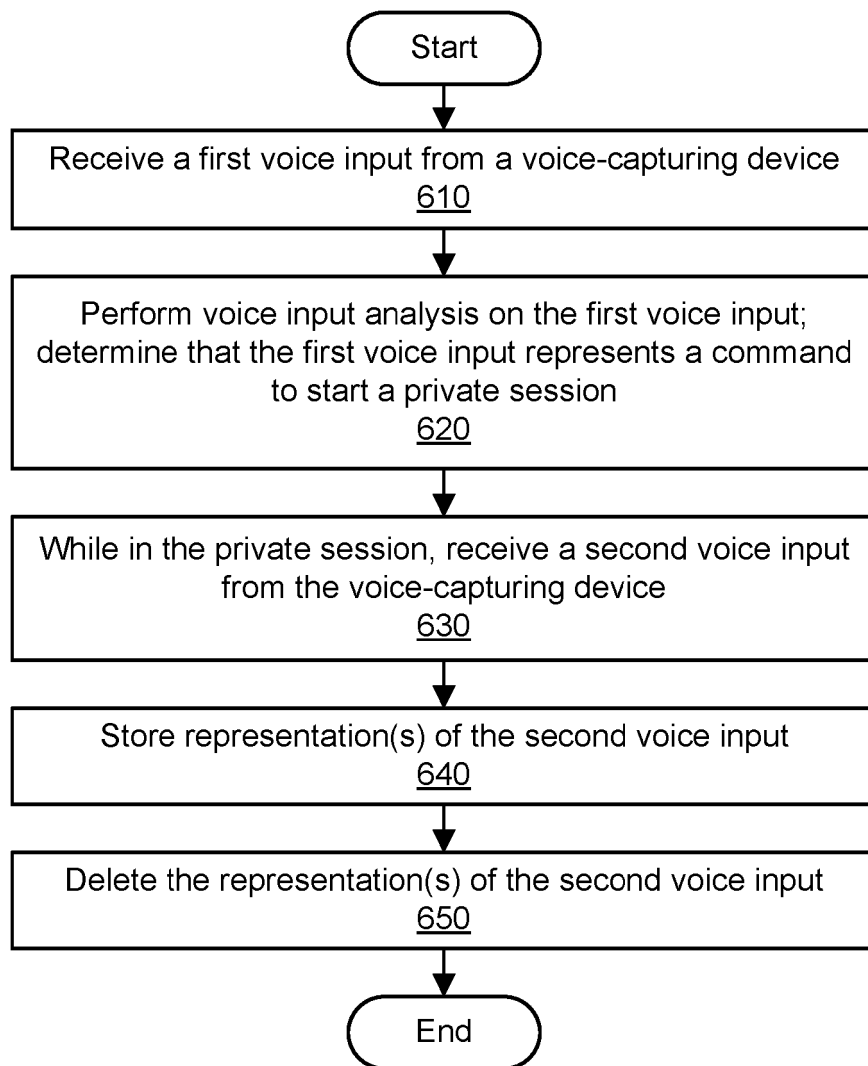 Start
Receive a first voice input from a voice-capturing device
610
Perform voice input analysis on the first voice input;
determine that the first voice input represents a command
to start a private session
620
While in the private session, receive a second voice input
from the voice-capturing device
630
Store representation(s) of the second voice input
640
Delete the representation(s) of the second voice input
650
End